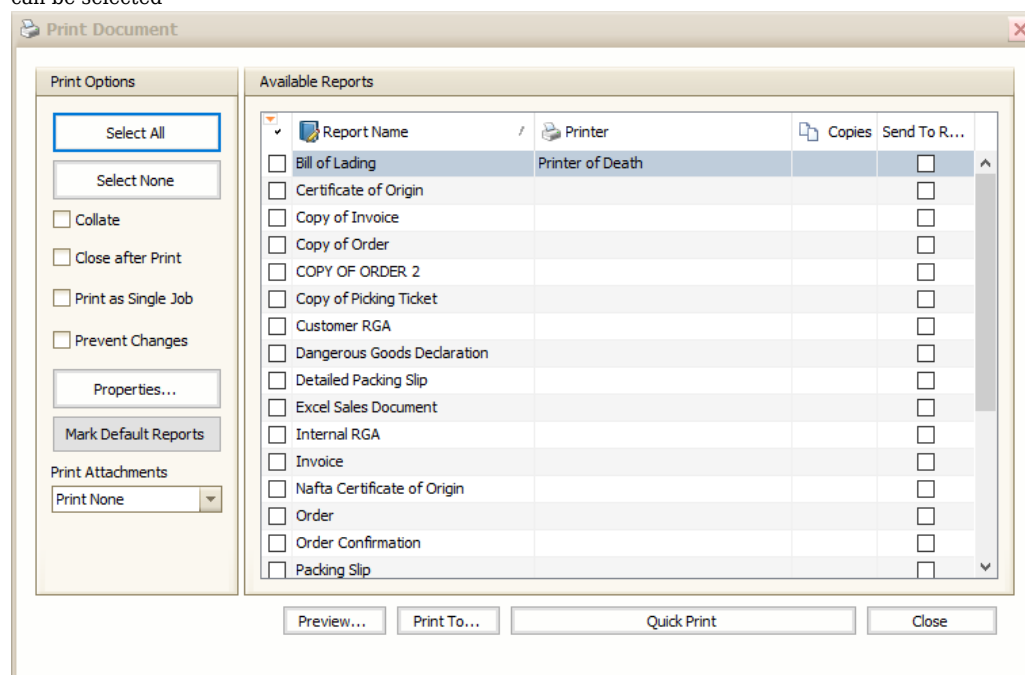 can be selected
Print Document
Print Options
Select All
Select None
Collate
Close after Print
Print as Single Job
Prevent Changes
Properties...
Mark Default Reports
Print Attachments
Print None
Available Reports
Report Name / Printer Copies Send To R...
Bill of Lading Printer of Death
Certificate of Origin
Copy of Invoice
Copy of Order
COPY OF ORDER 2
Copy of Picking Ticket
Customer RGA
Dangerous Goods Declaration
Detailed Packing Slip
Excel Sales Document
Internal RGA
Invoice
Nafta Certificate of Origin
Order
Order Confirmation
Packing Slip
Preview... Print To... Quick Print Close